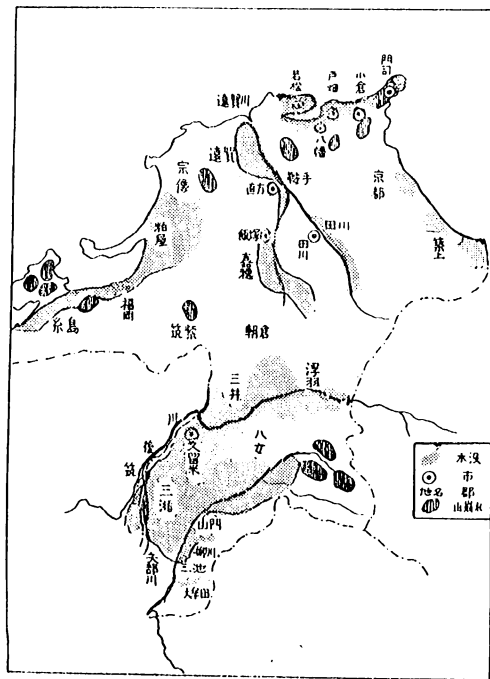 門司
小倉
戸畑
若松
八幡
遠賀川
遠賀
鞍手
直方
宗像
京都
田川
田川
飯塚
嘉穂
築上
粕屋
福岡
糸島
筑紫
朝倉
三井
浮羽
筑後川
久留米
八女
三潴
山門
柳川
三池
大牟田
矢部川
水没
市
地名 郡
山崩れ